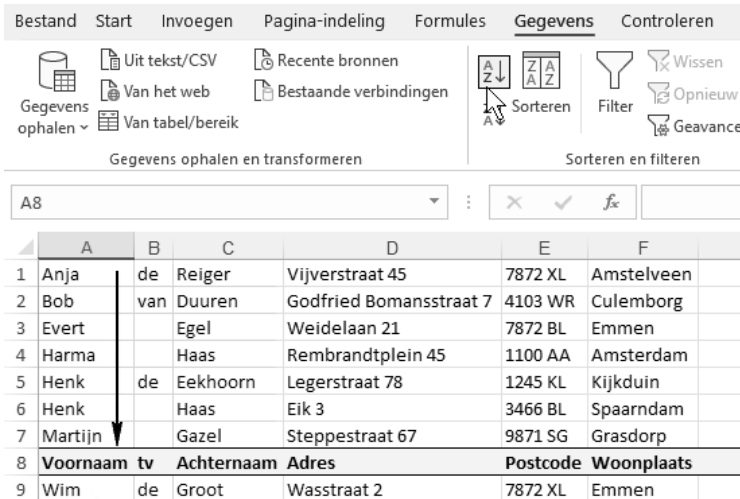 Bestand Start Invoegen Pagina-indeling Formules Gegevens Controleren
Uit tekst/CSV Recente bronnen Wissen
Gegevens ophalen Van het web Bestaande verbindingen Sorteren Filter Opnieuw
Van tabel/bereik Geavance
Gegevens ophalen en transformeren Sorteren en filteren
A8 fx
A B C D E F
1 Anja de Reiger Vijverstraat 45 7872 XL Amstelveen
2 Bob van Duuren Godfried Bomansstraat 7 4103 WR Culemborg
3 Evert Egel Weidelaan 21 7872 BL Emmen
4 Harma Haas Rembrandtplein 45 1100 AA Amsterdam
5 Henk de Eekhoorn Legerstraat 78 1245 KL Kijkduin
6 Henk Haas Eik 3 3466 BL Spaarndam
7 Martijn Gazel Steppestraat 67 9871 SG Grasdorp
8 Voornaam tv Achternaam Adres Postcode Woonplaats
9 Wim de Groot Wasstraat 2 7872 XL Emmen